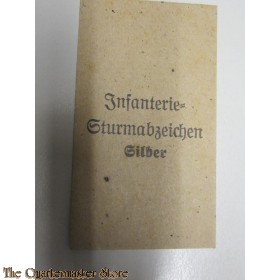 Infanterie=
Sturmabzeichen
Silber
© The Quartermaster Store